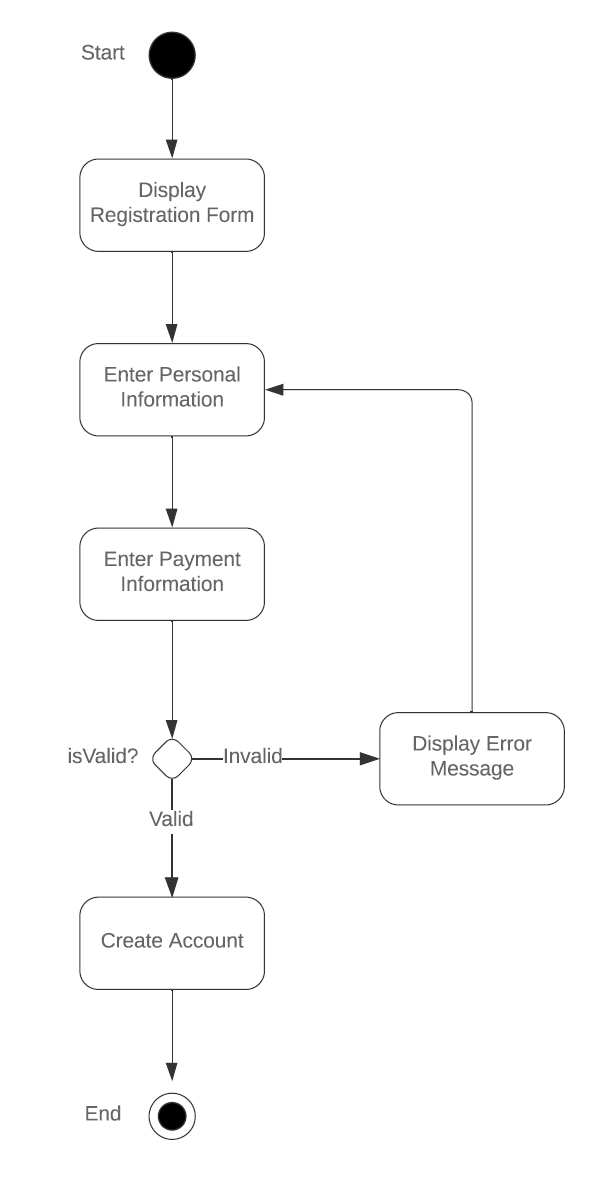 Start
Display
Registration Form
Enter Personal
Information
Enter Payment
Information
isValid?
Invalid
Display Error
Message
Valid
Create Account
End